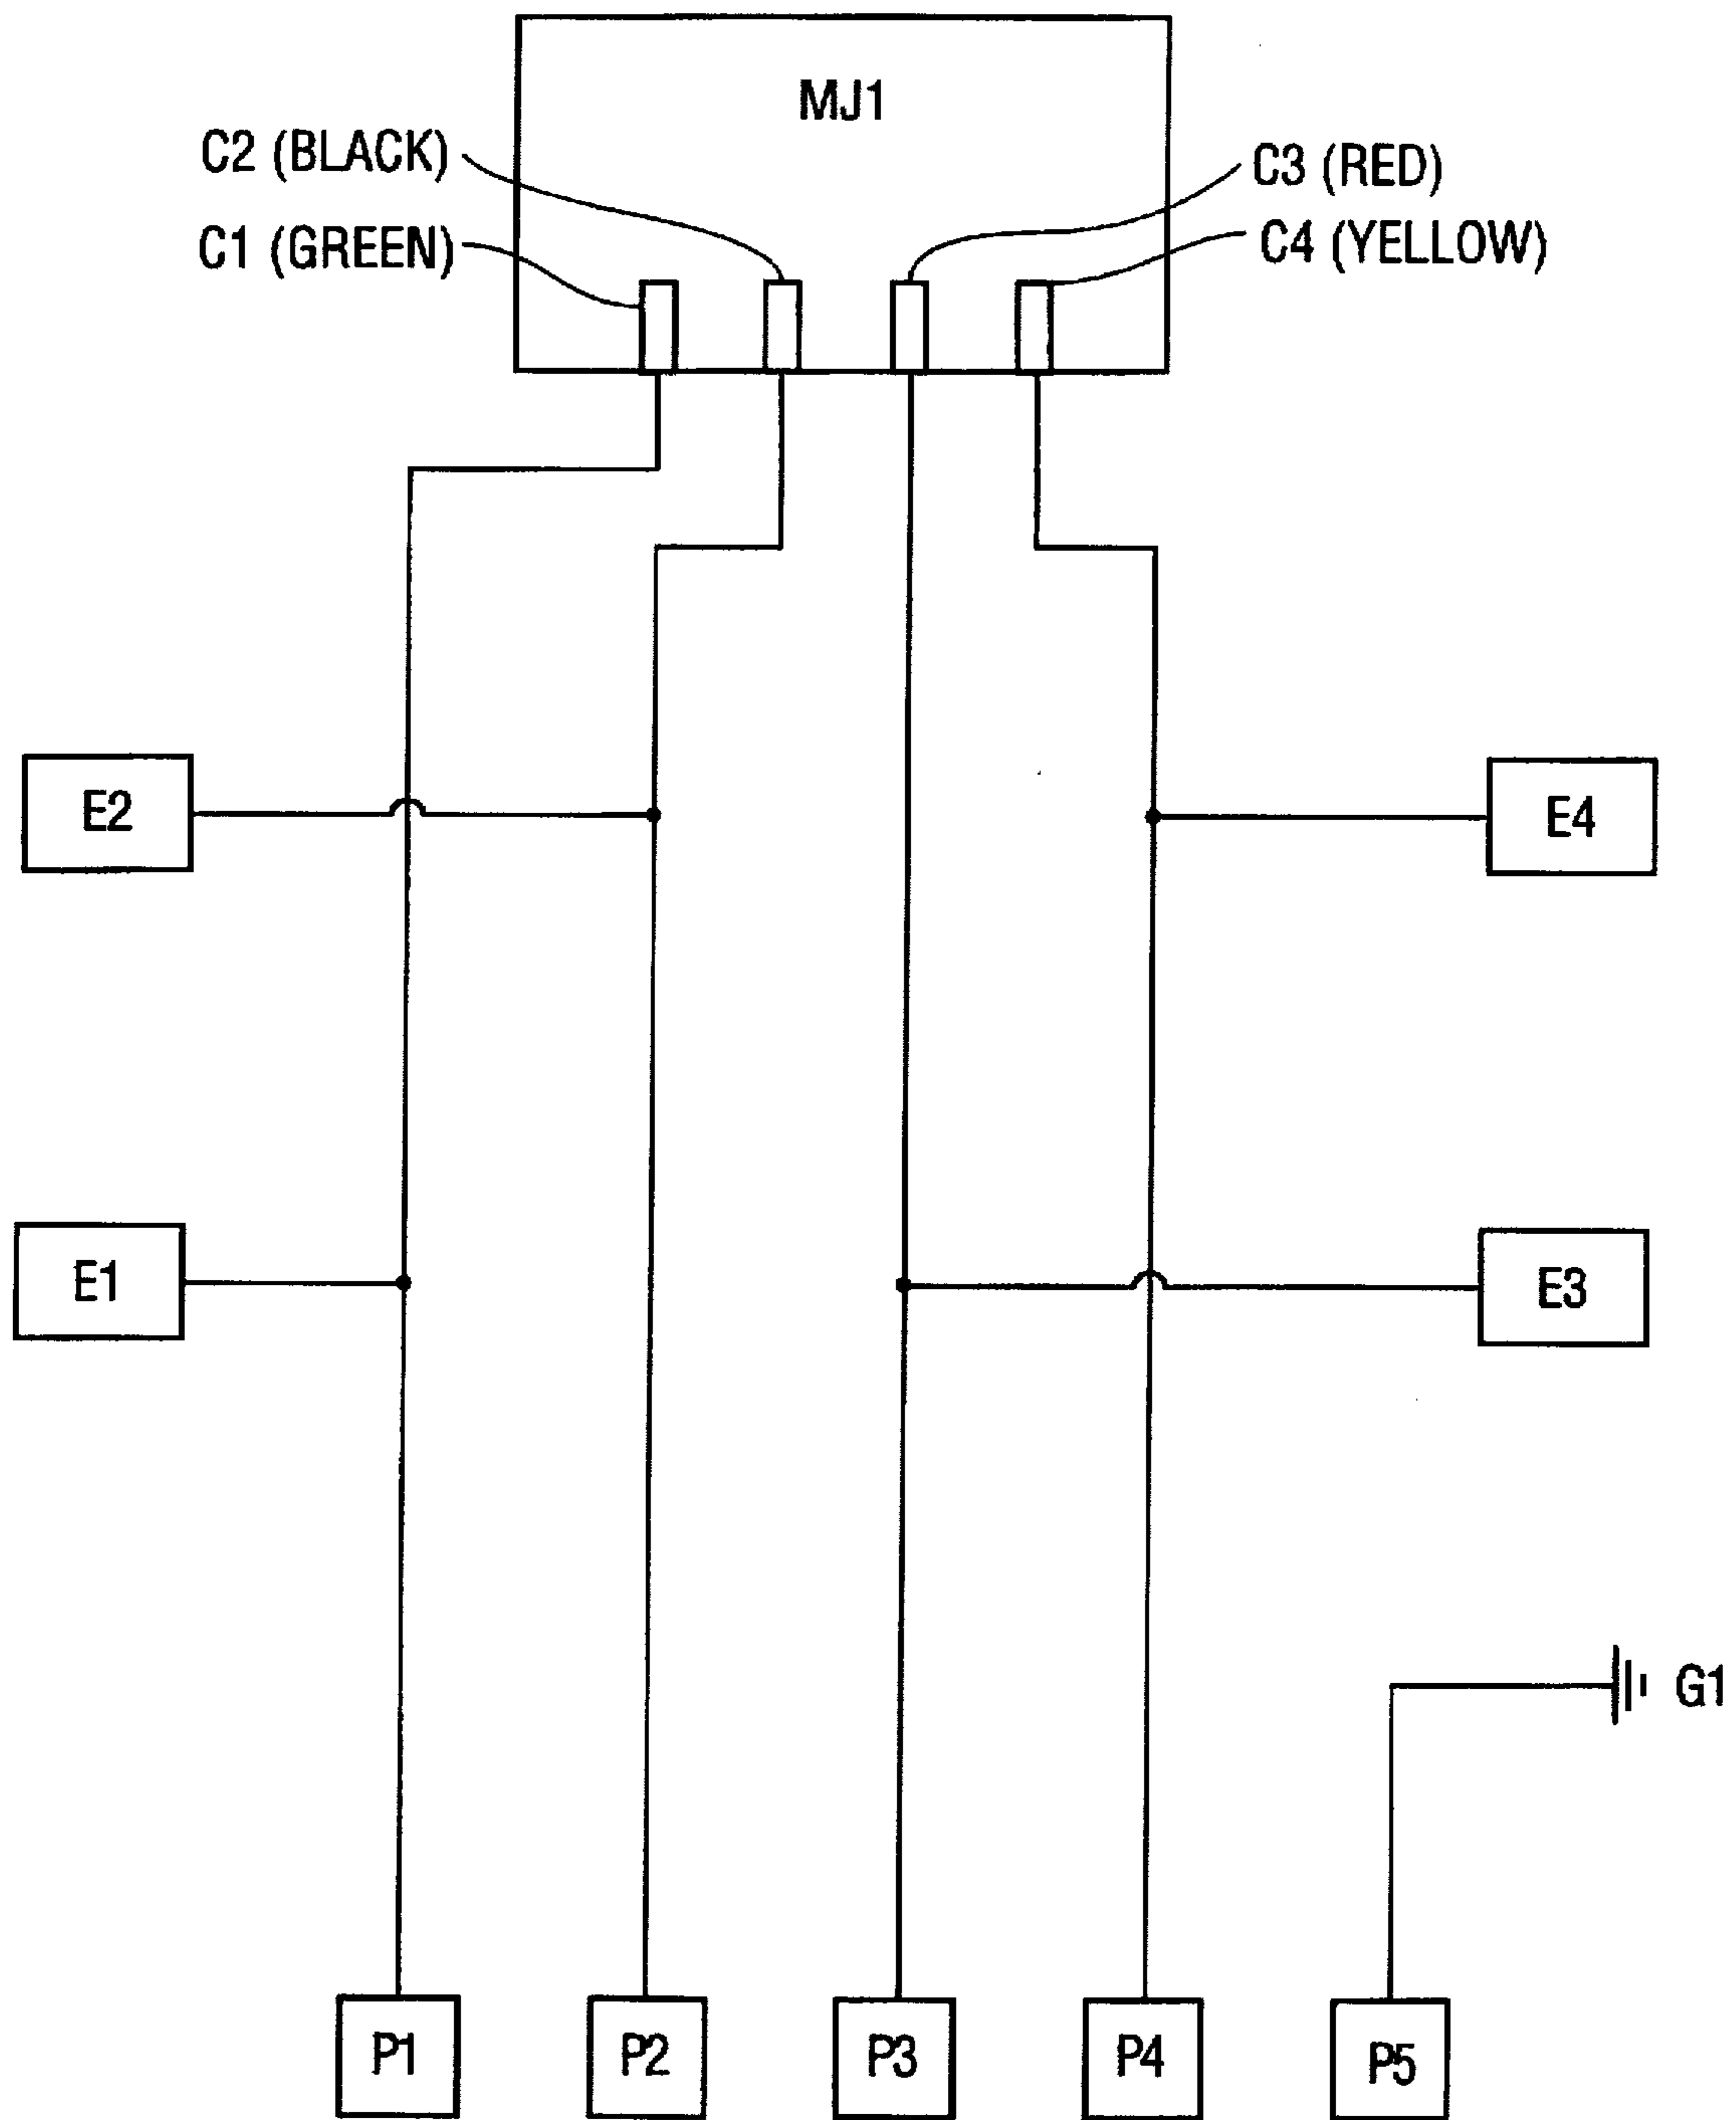 MJ1
C2 (BLACK)
C3 (RED)
C1 (GREEN)
C4 (YELLOW)
E2
E4
E1
E3
G1
P1
P2
P3
P4
P5